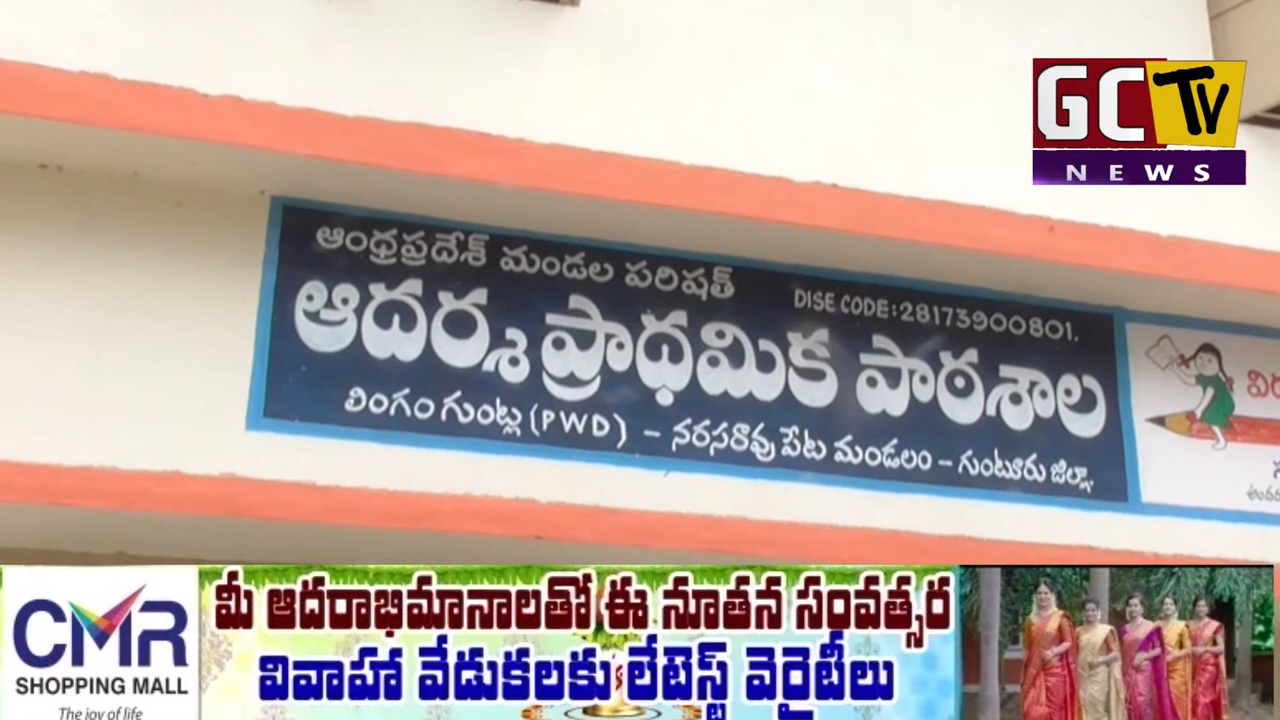 GC TV
NEWS
ఆంధ్రప్రదేశ్ మండల పరిషత్
DISE CODE:28173900801.
ఆదర్శ ప్రాథమిక పాఠశాల
లింగంగుంట్ల (PWD) - నరసరావుపేట మండలం - గుంటూరు జిల్లా.
CMR
SHOPPING MALL
The joy of life
మీ ఆదరాభిమానాలతో ఈ నూతన సంవత్సర
వివాహా వేడుకలకు లేటెస్ట్ వెరైటీలు